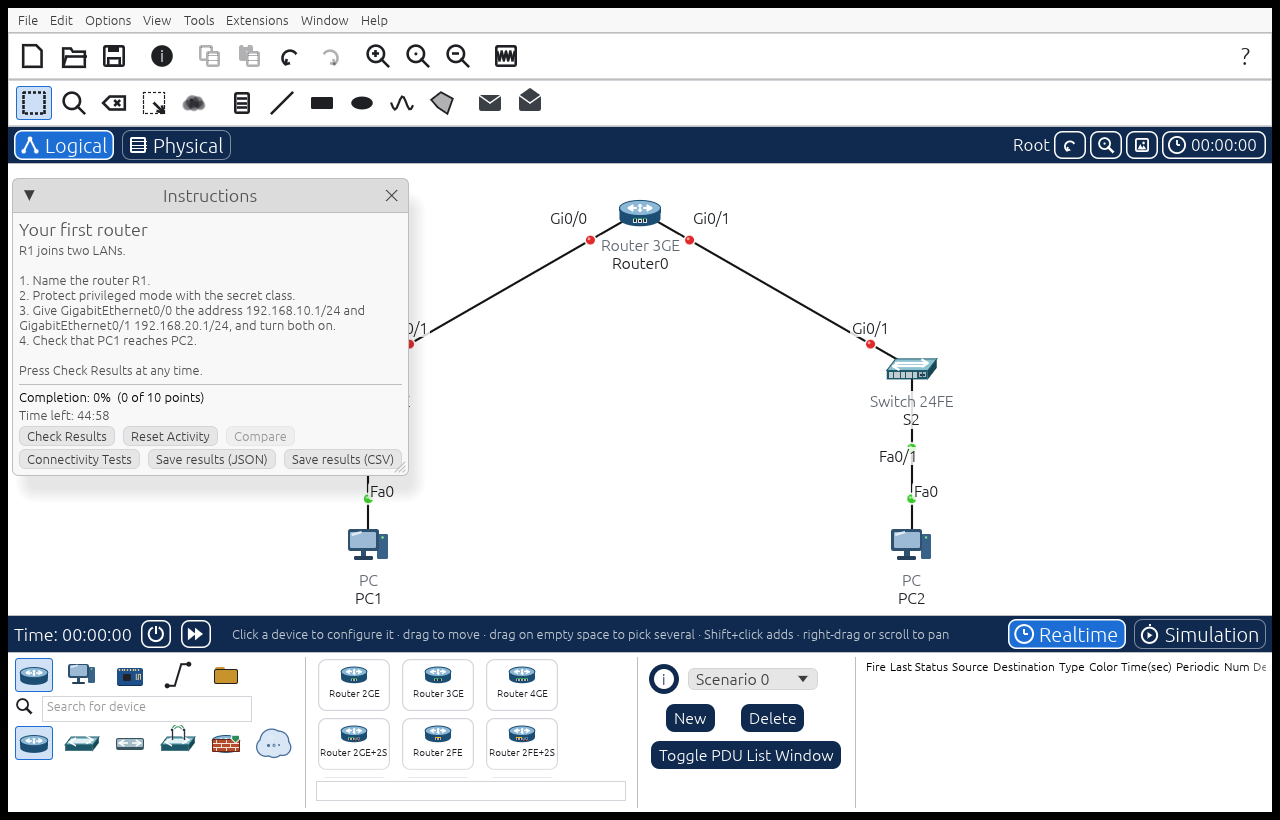 File Edit Options View Tools Extensions Window Help
?
Logical Physical Root 00:00:00
Instructions
Your first router
R1 joins two LANs.
1. Name the router R1.
2. Protect privileged mode with the secret class.
3. Give GigabitEthernet0/0 the address 192.168.10.1/24 and
GigabitEthernet0/1 192.168.20.1/24, and turn both on.
4. Check that PC1 reaches PC2.
Press Check Results at any time.
Completion: 0% (0 of 10 points)
Time left: 44:58
Check Results Reset Activity Compare
Connectivity Tests Save results (JSON) Save results (CSV)
Gi0/0 Gi0/1
Router 3GE
Router0
0/1 Gi0/1
Switch 24FE
S2
Fa0/1
Fa0 Fa0
PC PC
PC1 PC2
Time: 00:00:00 Click a device to configure it · drag to move · drag on empty space to pick several · Shift+click adds · right-drag or scroll to pan Realtime Simulation
Search for device
Router 2GE Router 3GE Router 4GE
Router 2GE+2S Router 2FE Router 2FE+2S
Scenario 0
New Delete
Toggle PDU List Window
Fire Last Status Source Destination Type Color Time(sec) Periodic Num De